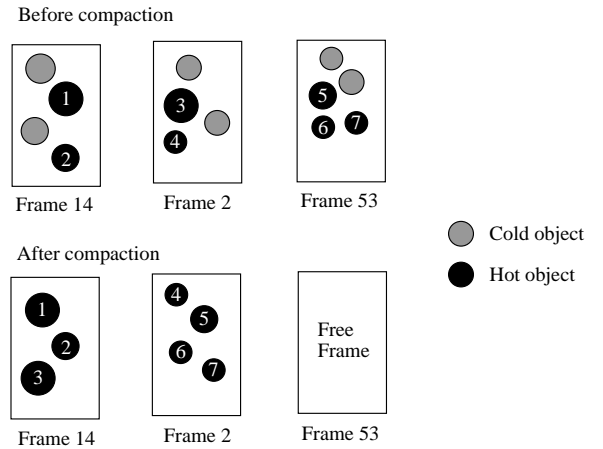 Before compaction
1
2
3
4
5
6 7
Frame 14 Frame 2 Frame 53
Cold object
Hot object
After compaction
1
2
3
4
5
6
7
Free
Frame
Frame 14 Frame 2 Frame 53